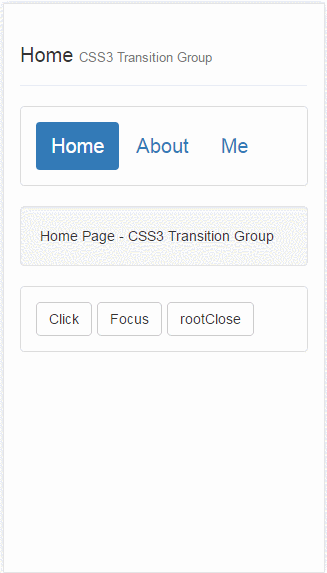 Home CSS3 Transition Group
Home About Me
Home Page - CSS3 Transition Group
Click Focus rootClose